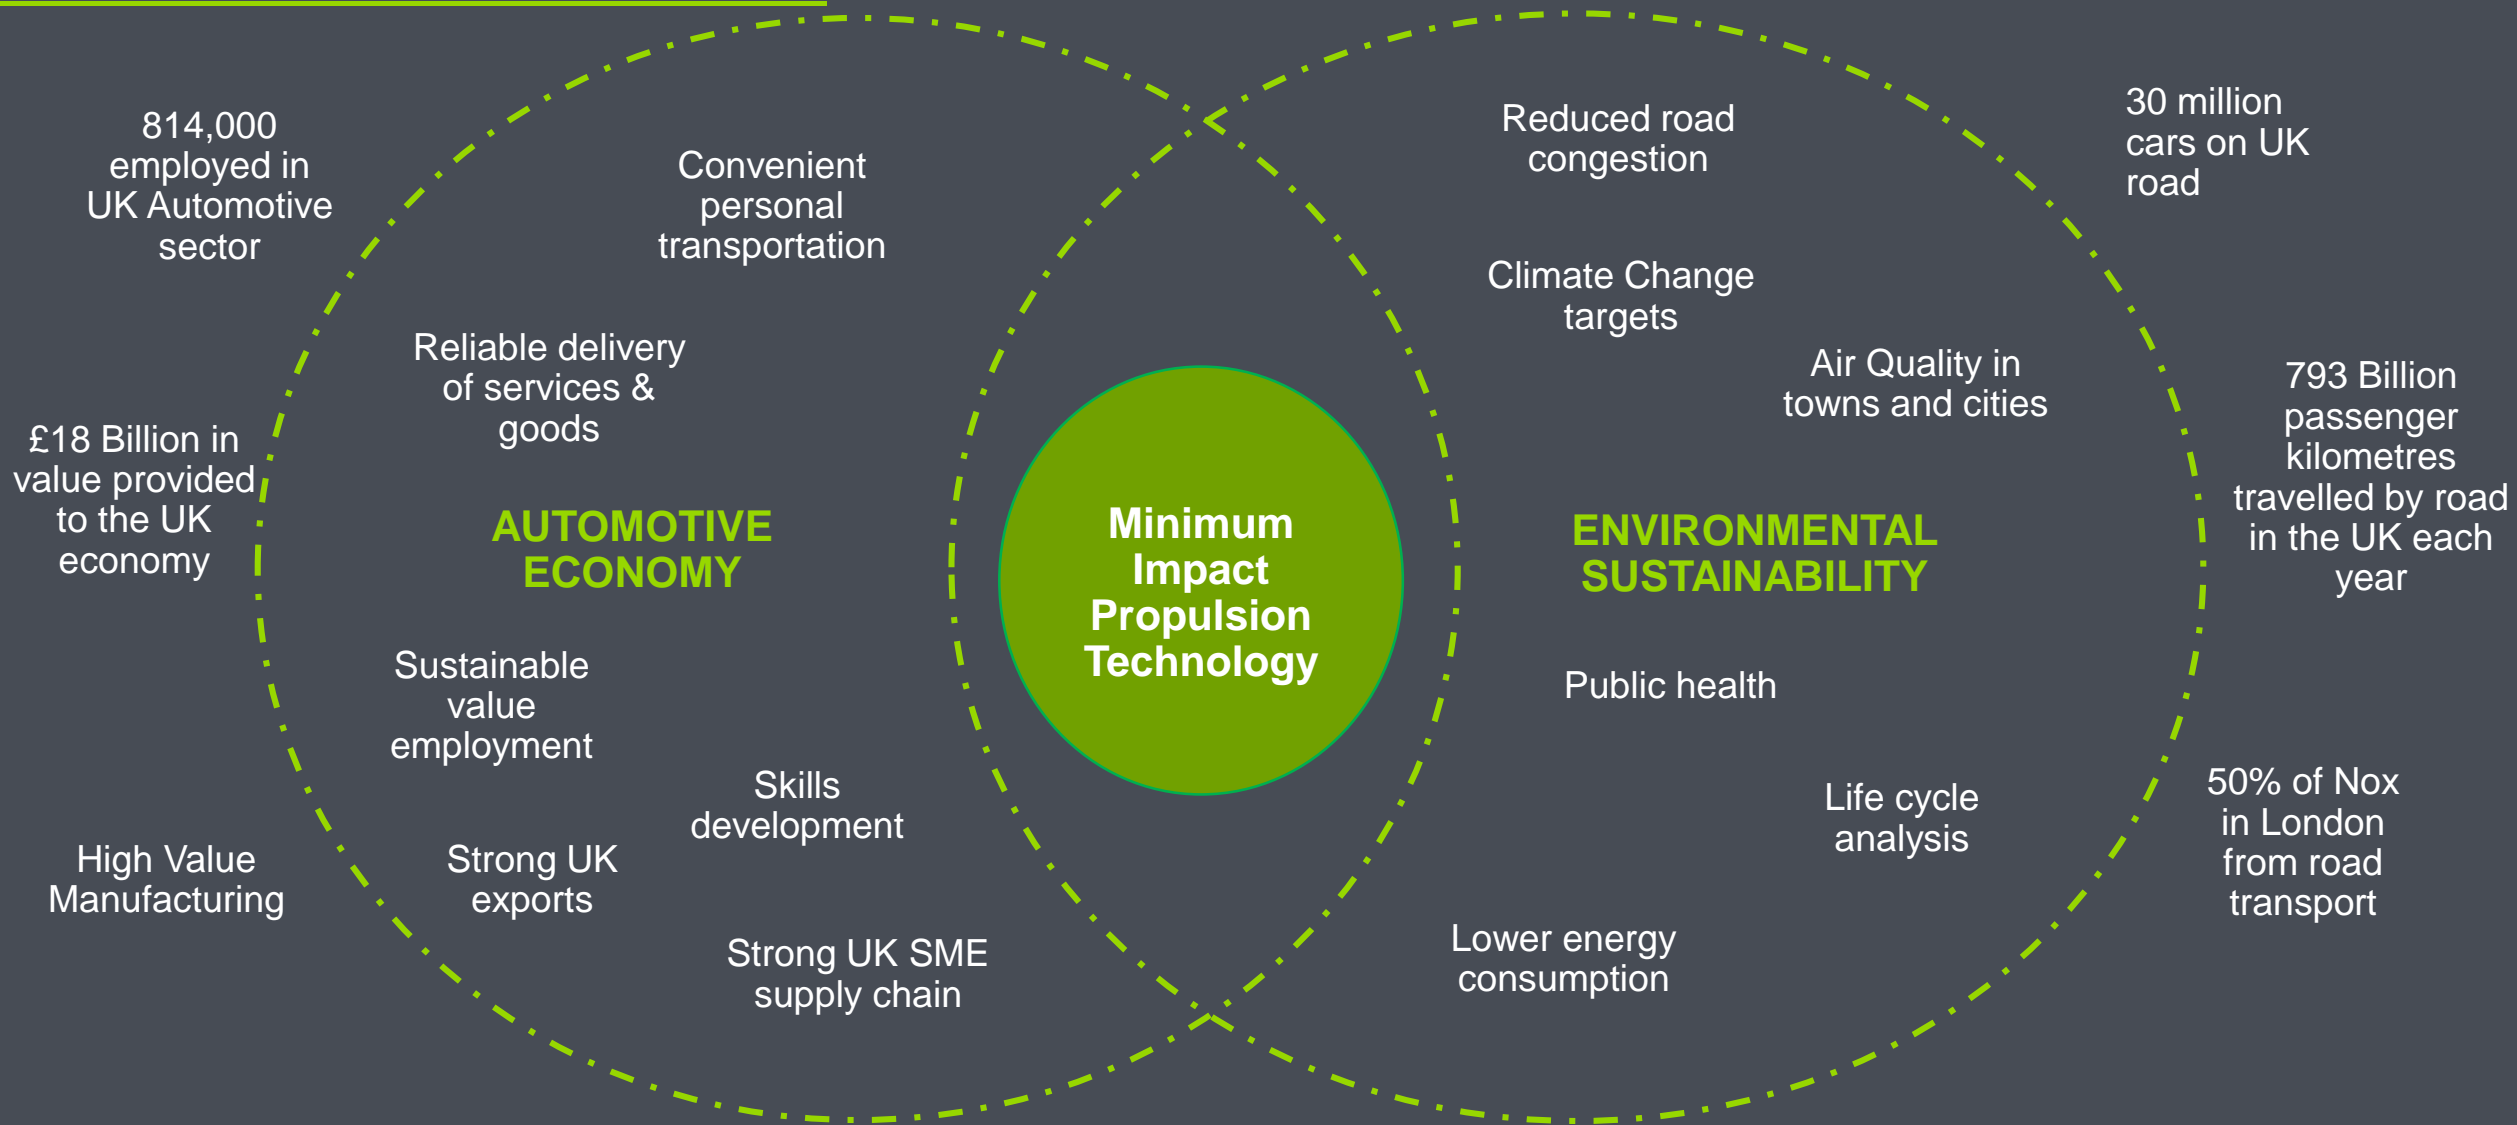 814,000
employed in
UK Automotive
sector
£18 Billion in
value provided
to the UK
economy
High Value
Manufacturing
Convenient
personal
transportation
Reliable delivery
of services &
goods
AUTOMOTIVE
ECONOMY
Sustainable
value
employment
Skills
development
Strong UK
exports
Strong UK SME
supply chain
Minimum
Impact
Propulsion
Technology
Reduced road
congestion
Climate Change
targets
Air Quality in
towns and cities
ENVIRONMENTAL
SUSTAINABILITY
Public health
Life cycle
analysis
Lower energy
consumption
30 million
cars on UK
road
793 Billion
passenger
kilometres
travelled by road
in the UK each
year
50% of Nox
in London
from road
transport